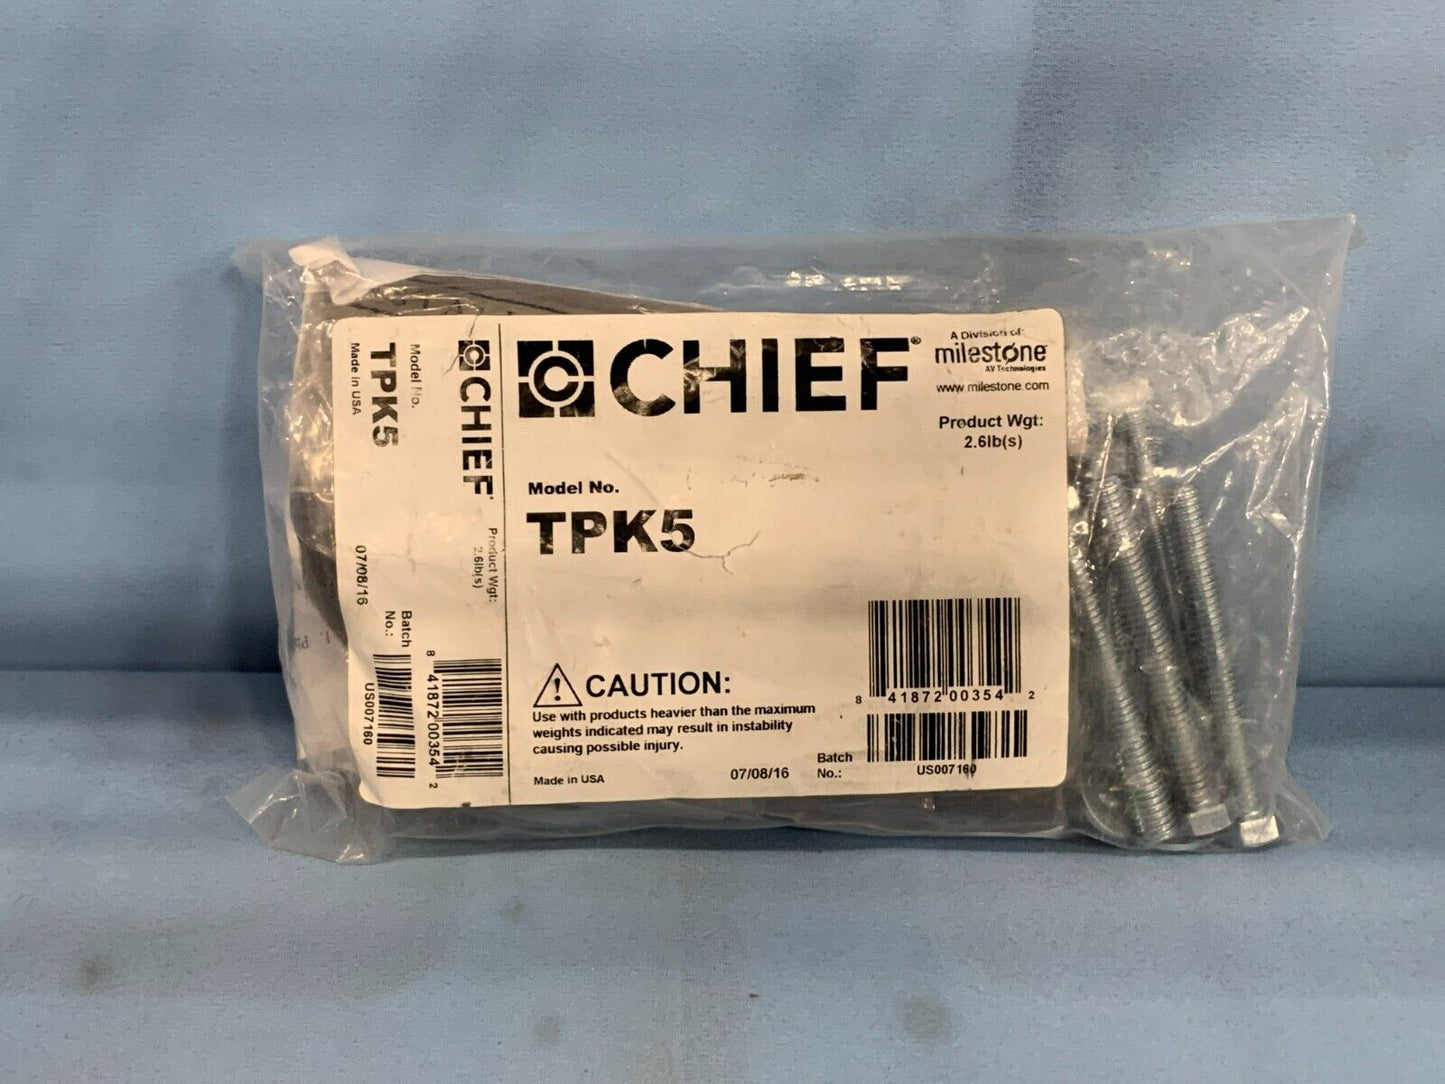 CHIEF®
A Division of:
milestone
AV Technologies
www.milestone.com
Product Wgt:
2.6lb(s)
Model No.
TPK5
CAUTION:
Use with products heavier than the maximum
weights indicated may result in instability
causing possible injury.
Made in USA
07/08/16
8 41872 00354 2
Batch
No.:
US007160
CHIEF
Model No.
TPK5
Made in USA
Product Wgt:
2.6lb(s)
07/08/16
Batch
No.:
8 41872 00354 2
US007160